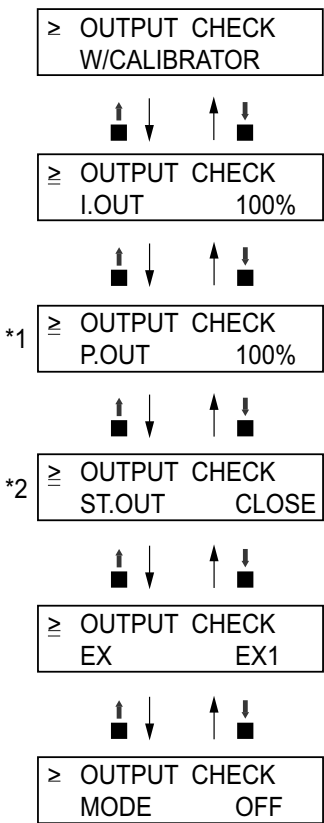 ≥ OUTPUT CHECK
W/CALIBRATOR
≧ OUTPUT CHECK
I.OUT 100%
*1 ≧ OUTPUT CHECK
P.OUT 100%
*2 ≧ OUTPUT CHECK
ST.OUT CLOSE
≧ OUTPUT CHECK
EX EX1
≥ OUTPUT CHECK
MODE OFF